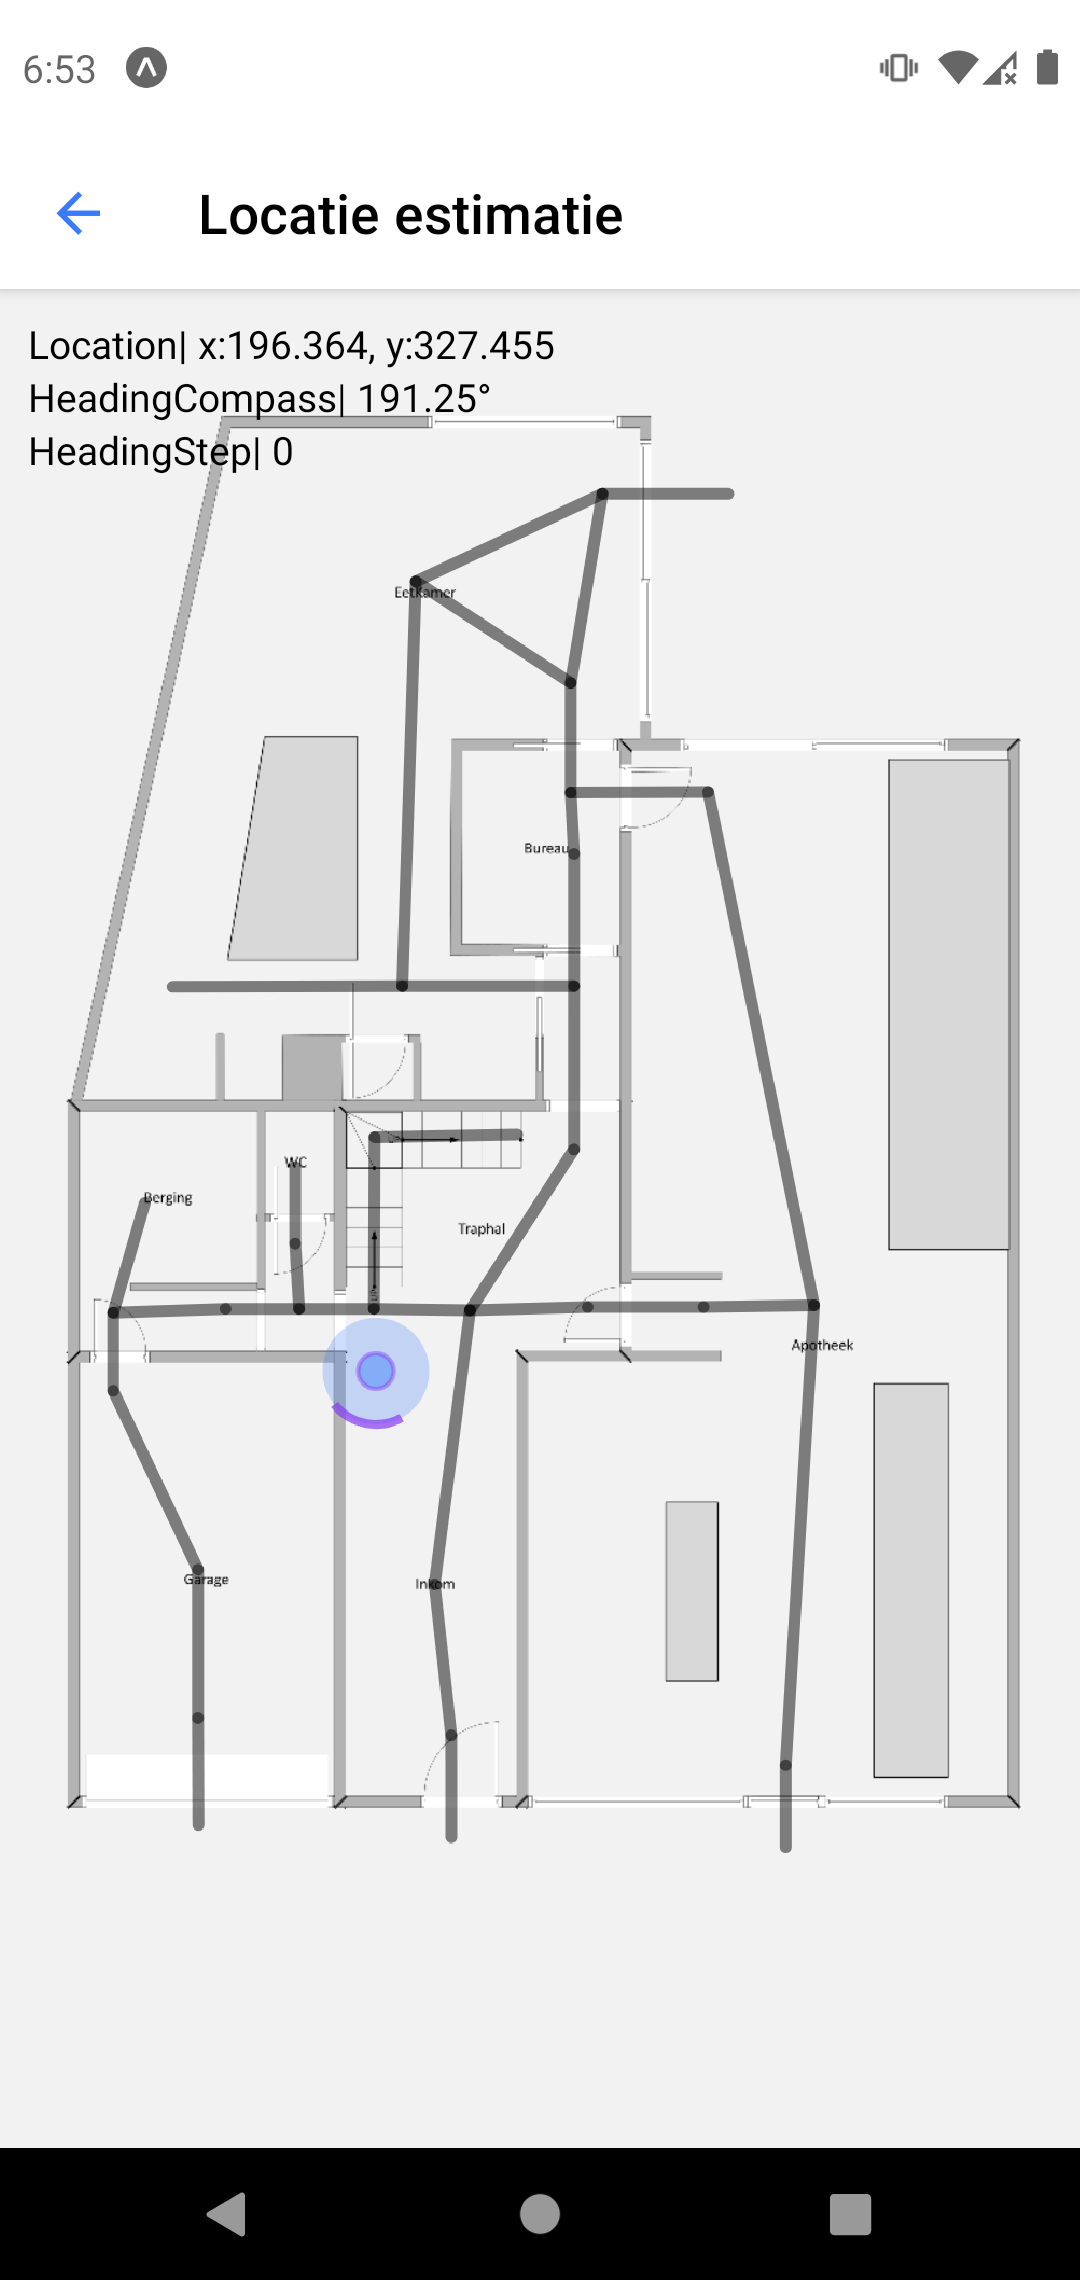 6:53
Locatie estimatie
Location| x:196.364, y:327.455
HeadingCompass| 191.25°
HeadingStep| 0
Eetkamer
Bureau
WC
Berging
Traphal
Apotheek
Garage
Inkom